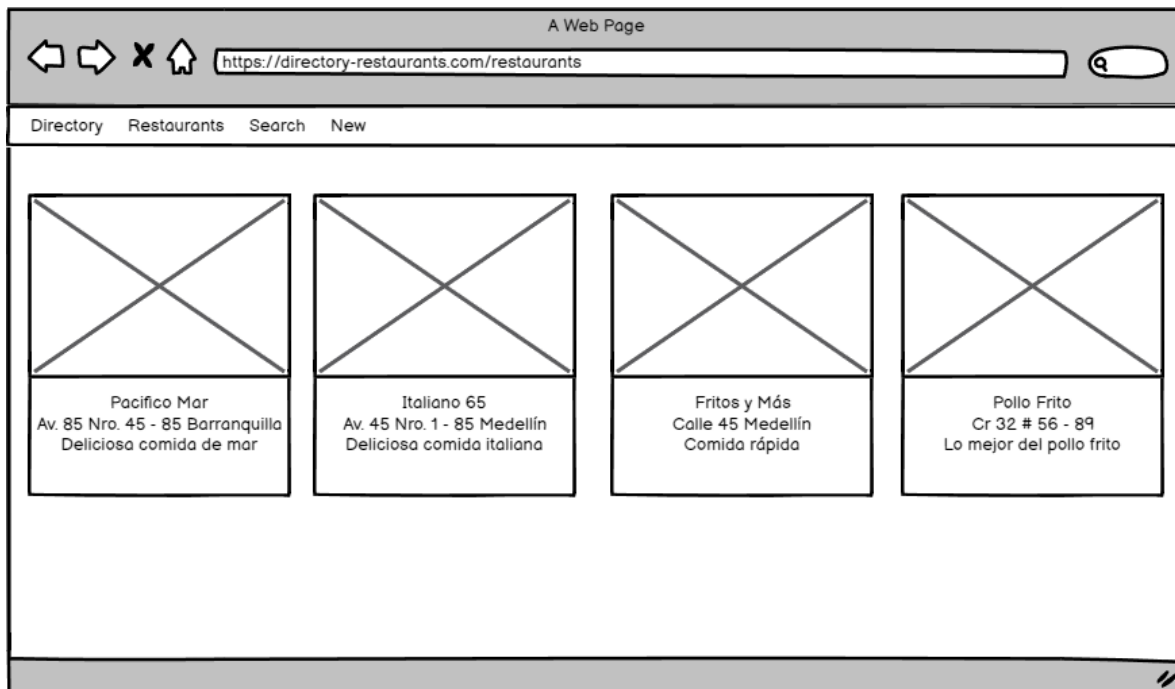 A Web Page
https://directory-restaurants.com/restaurants
Directory Restaurants Search New
Pacifico Mar
Av. 85 Nro. 45 - 85 Barranquilla
Deliciosa comida de mar
Italiano 65
Av. 45 Nro. 1 - 85 Medellín
Deliciosa comida italiana
Fritos y Más
Calle 45 Medellín
Comida rápida
Pollo Frito
Cr 32 # 56 - 89
Lo mejor del pollo frito